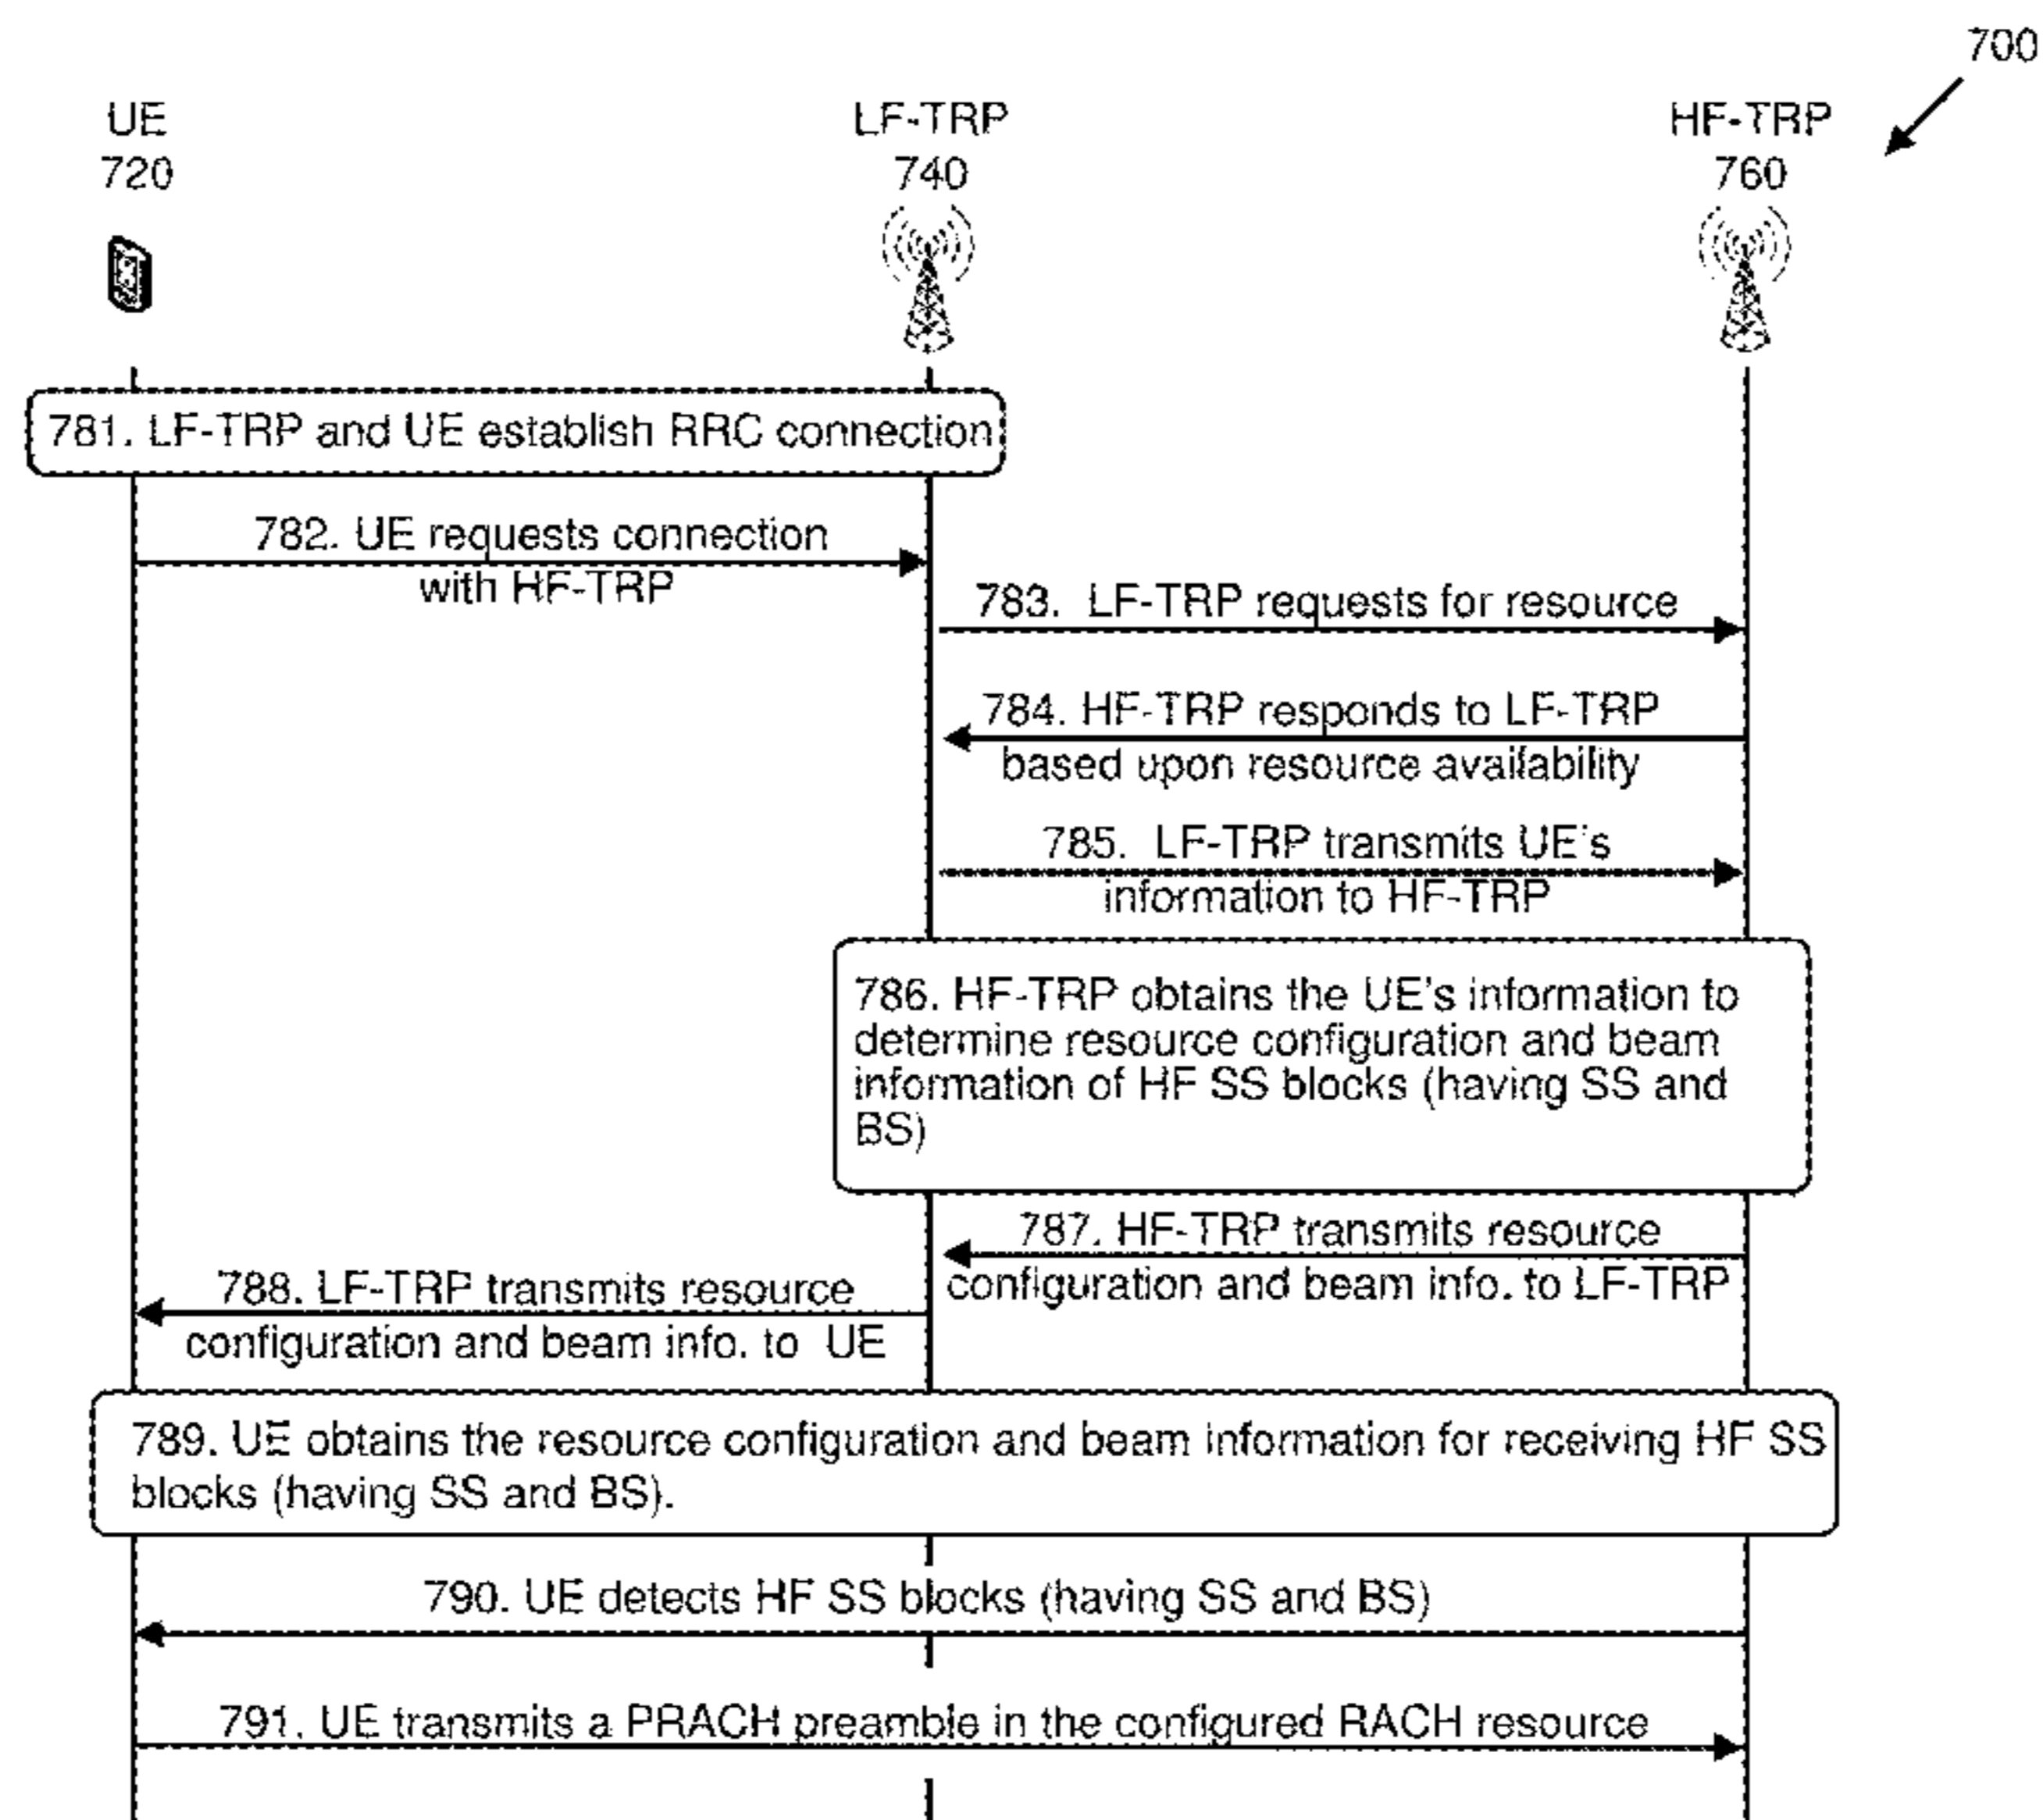 700
UE
720
LF-TRP
740
HF-TRP
760
781. LF-TRP and UE establish RRC connection
782. UE requests connection
with HF-TRP
783. LF-TRP requests for resource
784. HF-TRP responds to LF-TRP
based upon resource availability
785. LF-TRP transmits UE's
information to HF-TRP
786. HF-TRP obtains the UE's information to
determine resource configuration and beam
information of HF SS blocks (having SS and
BS)
787. HF-TRP transmits resource
configuration and beam info. to LF-TRP
788. LF-TRP transmits resource
configuration and beam info. to UE
789. UE obtains the resource configuration and beam information for receiving HF SS
blocks (having SS and BS).
790. UE detects HF SS blocks (having SS and BS)
791. UE transmits a PRACH preamble in the configured RACH resource